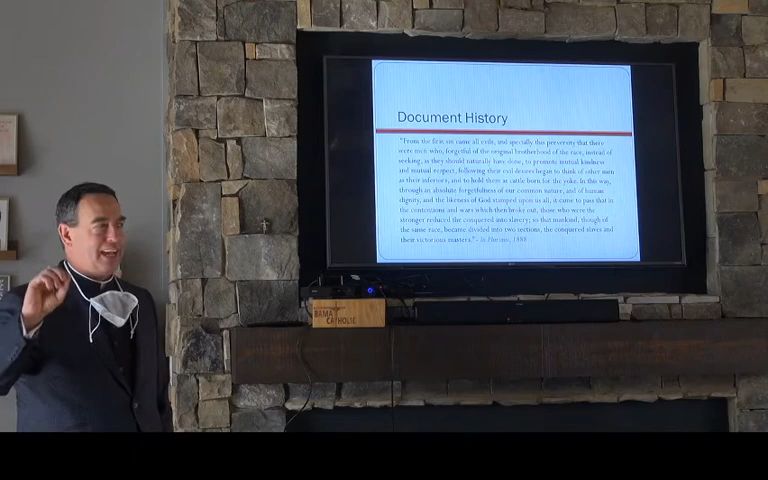 Document History
"From the first sin came all evils, and specially this perversity that there
were men who, forgetful of the original brotherhood of the race, instead of
seeking, as they should naturally have done, to promote mutual kindness
and mutual respect, following their evil desires began to think of other men
as their inferiors, and to hold them as cattle born for the yoke. In this way,
through an absolute forgetfulness of our common nature, and of human
dignity, and the likeness of God stamped upon us all, it came to pass that in
the contentions and wars which then broke out, those who were the
stronger reduced the conquered into slavery; so that mankind, though of
the same race, became divided into two sections, the conquered slaves and
their victorious masters." - In Plurimis, 1888
BAMA
CATHOLIC